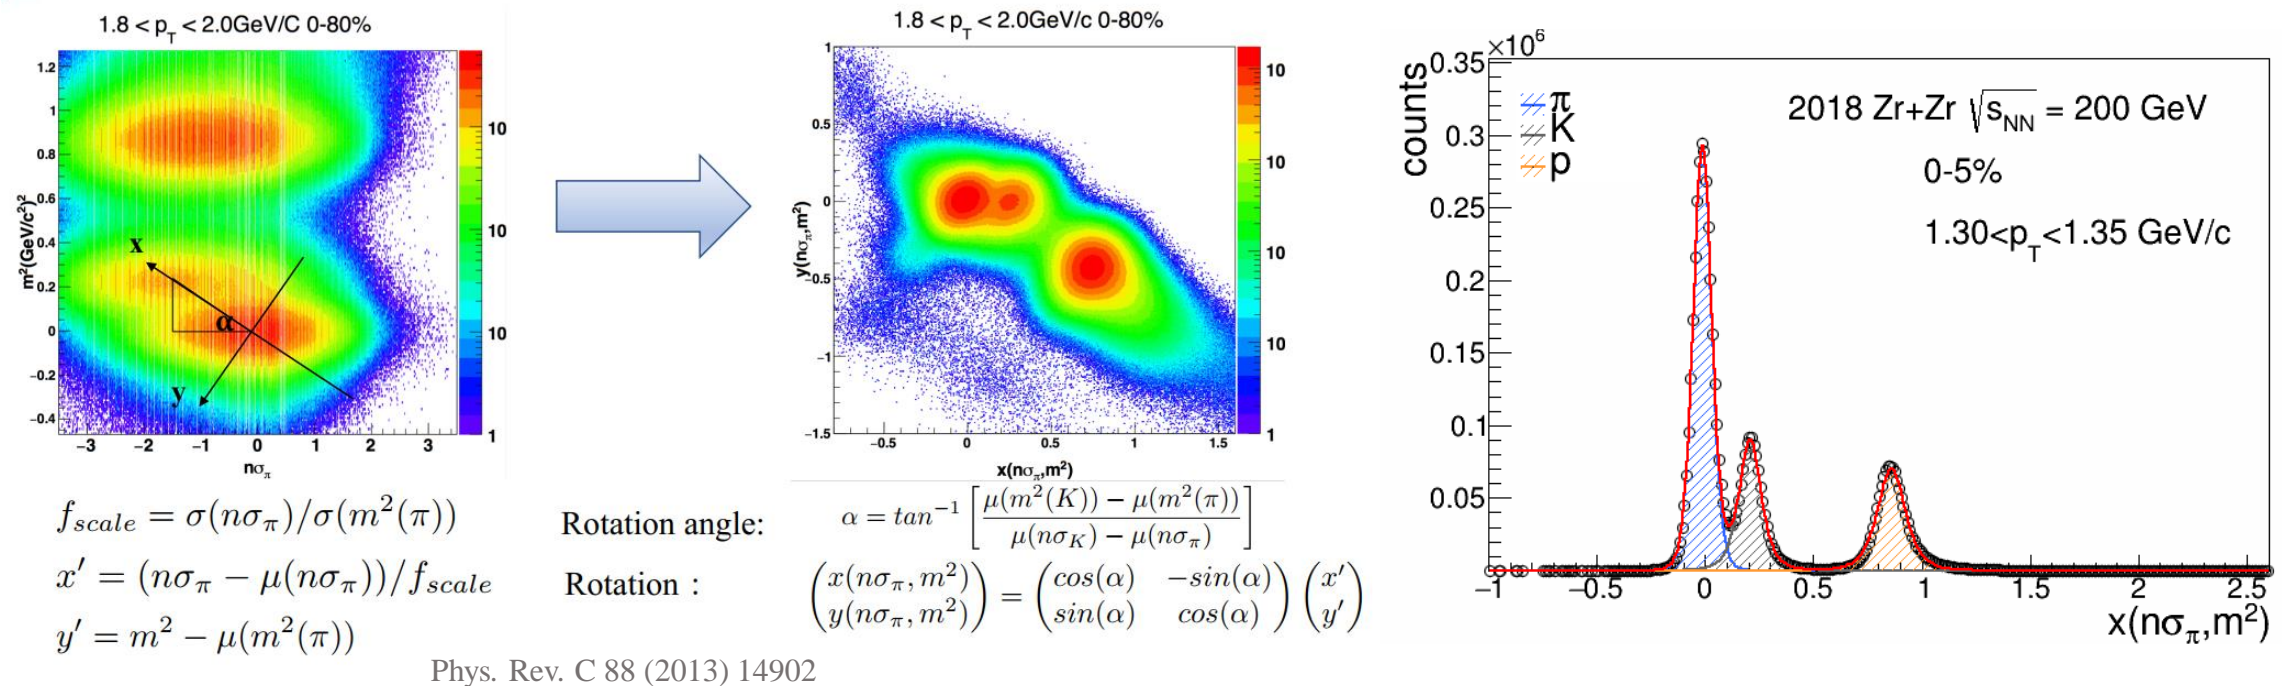 1.8 < p_T < 2.0GeV/C 0-80%
1.2
1
0.8
0.6
0.4
0.2
0
−0.2
−0.4
m²(GeV/c²)²
x
α
y
−3 −2 −1 0 1 2 3
nσ_π
10
10
10
1
f_scale = σ(nσ_π)/σ(m²(π))
x′ = (nσ_π − μ(nσ_π))/f_scale
y′ = m² − μ(m²(π))
1.8 < p_T < 2.0GeV/c 0-80%
1
0.5
0
−0.5
−1
−1.5
y(nσ_π,m²)
−0.5 0 0.5 1 1.5
x(nσ_π,m²)
10
10
10
10
1
Rotation angle:
α = tan⁻¹ [ (μ(m²(K)) − μ(m²(π))) / (μ(nσ_K) − μ(nσ_π)) ]
Rotation :
(x(nσ_π, m²)) = (cos(α) −sin(α)) (x′)
(y(nσ_π, m²)) (sin(α) cos(α)) (y′)
×10⁶
0.35
0.3
0.25
0.2
0.15
0.1
0.05
counts
π
K
p
2018 Zr+Zr √s_NN = 200 GeV
0-5%
1.30<p_T<1.35 GeV/c
−1 −0.5 0 0.5 1 1.5 2 2.5
x(nσ_π,m²)
Phys. Rev. C 88 (2013) 14902